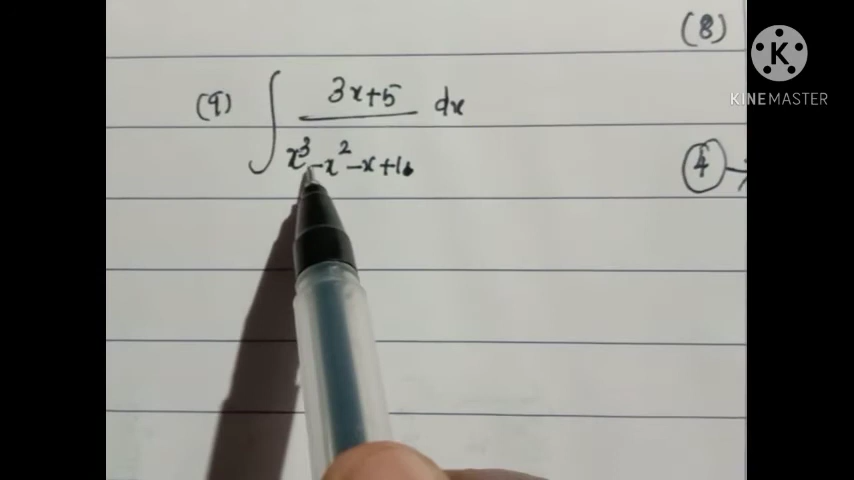 (8)
K
KINEMASTER
(9) ∫ 3x+5 dx
x³-x²-x+1
4